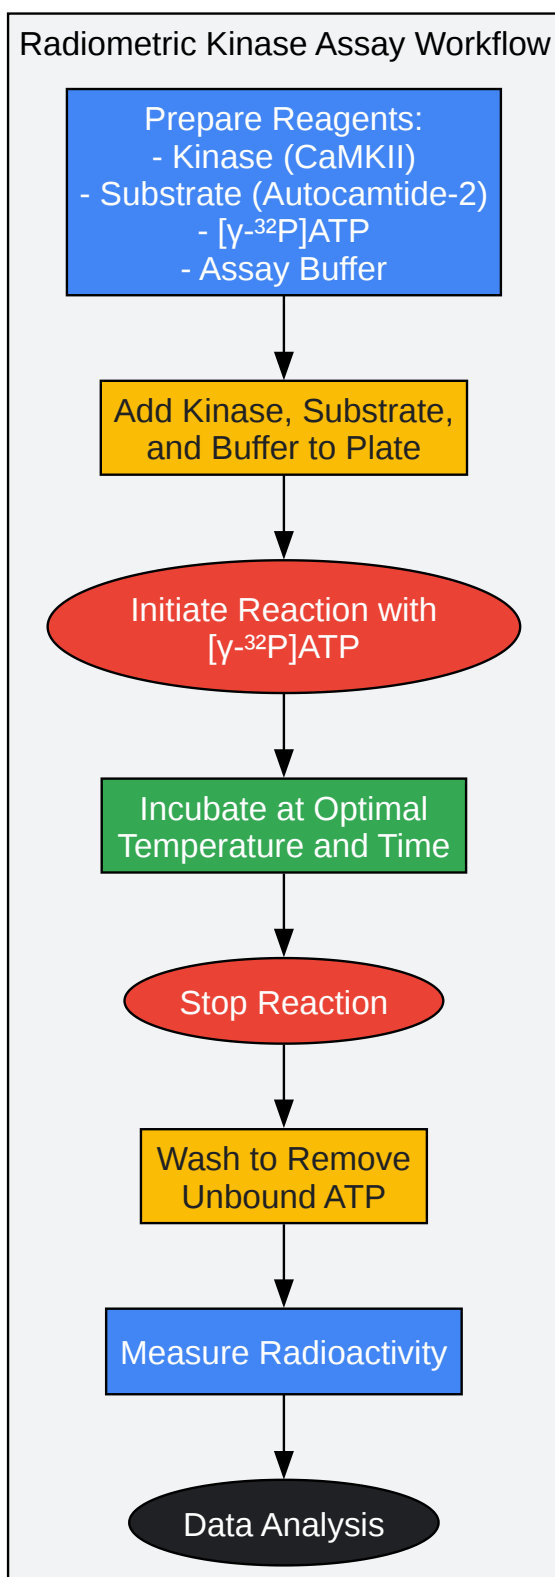 Radiometric Kinase Assay Workflow
Prepare Reagents:
- Kinase (CaMKII)
- Substrate (Autocamtide-2)
- [γ-³²P]ATP
- Assay Buffer
Add Kinase, Substrate,
and Buffer to Plate
Initiate Reaction with
[γ-³²P]ATP
Incubate at Optimal
Temperature and Time
Stop Reaction
Wash to Remove
Unbound ATP
Measure Radioactivity
Data Analysis